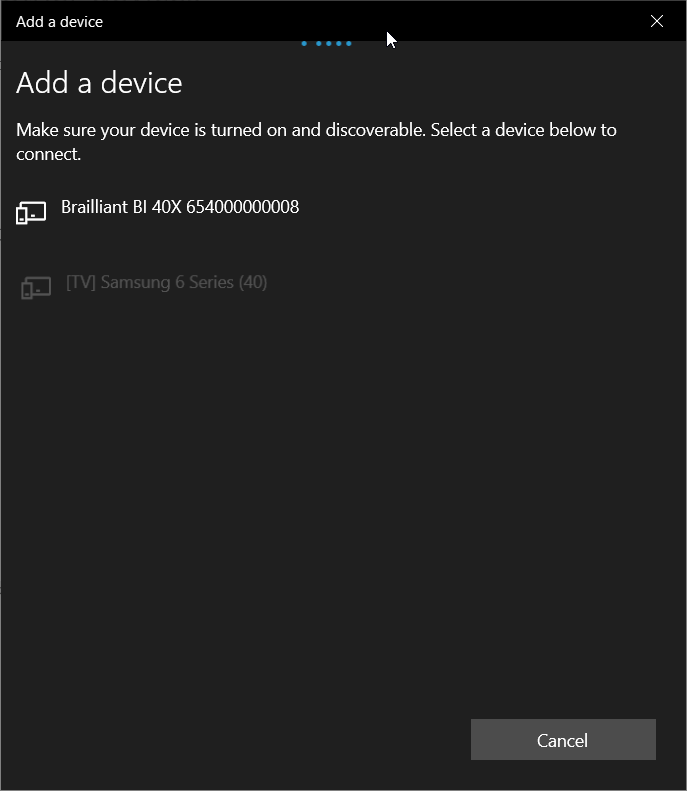 Add a device
Add a device
Make sure your device is turned on and discoverable. Select a device below to
connect.
Brailliant BI 40X 654000000008
[TV] Samsung 6 Series (40)
Cancel